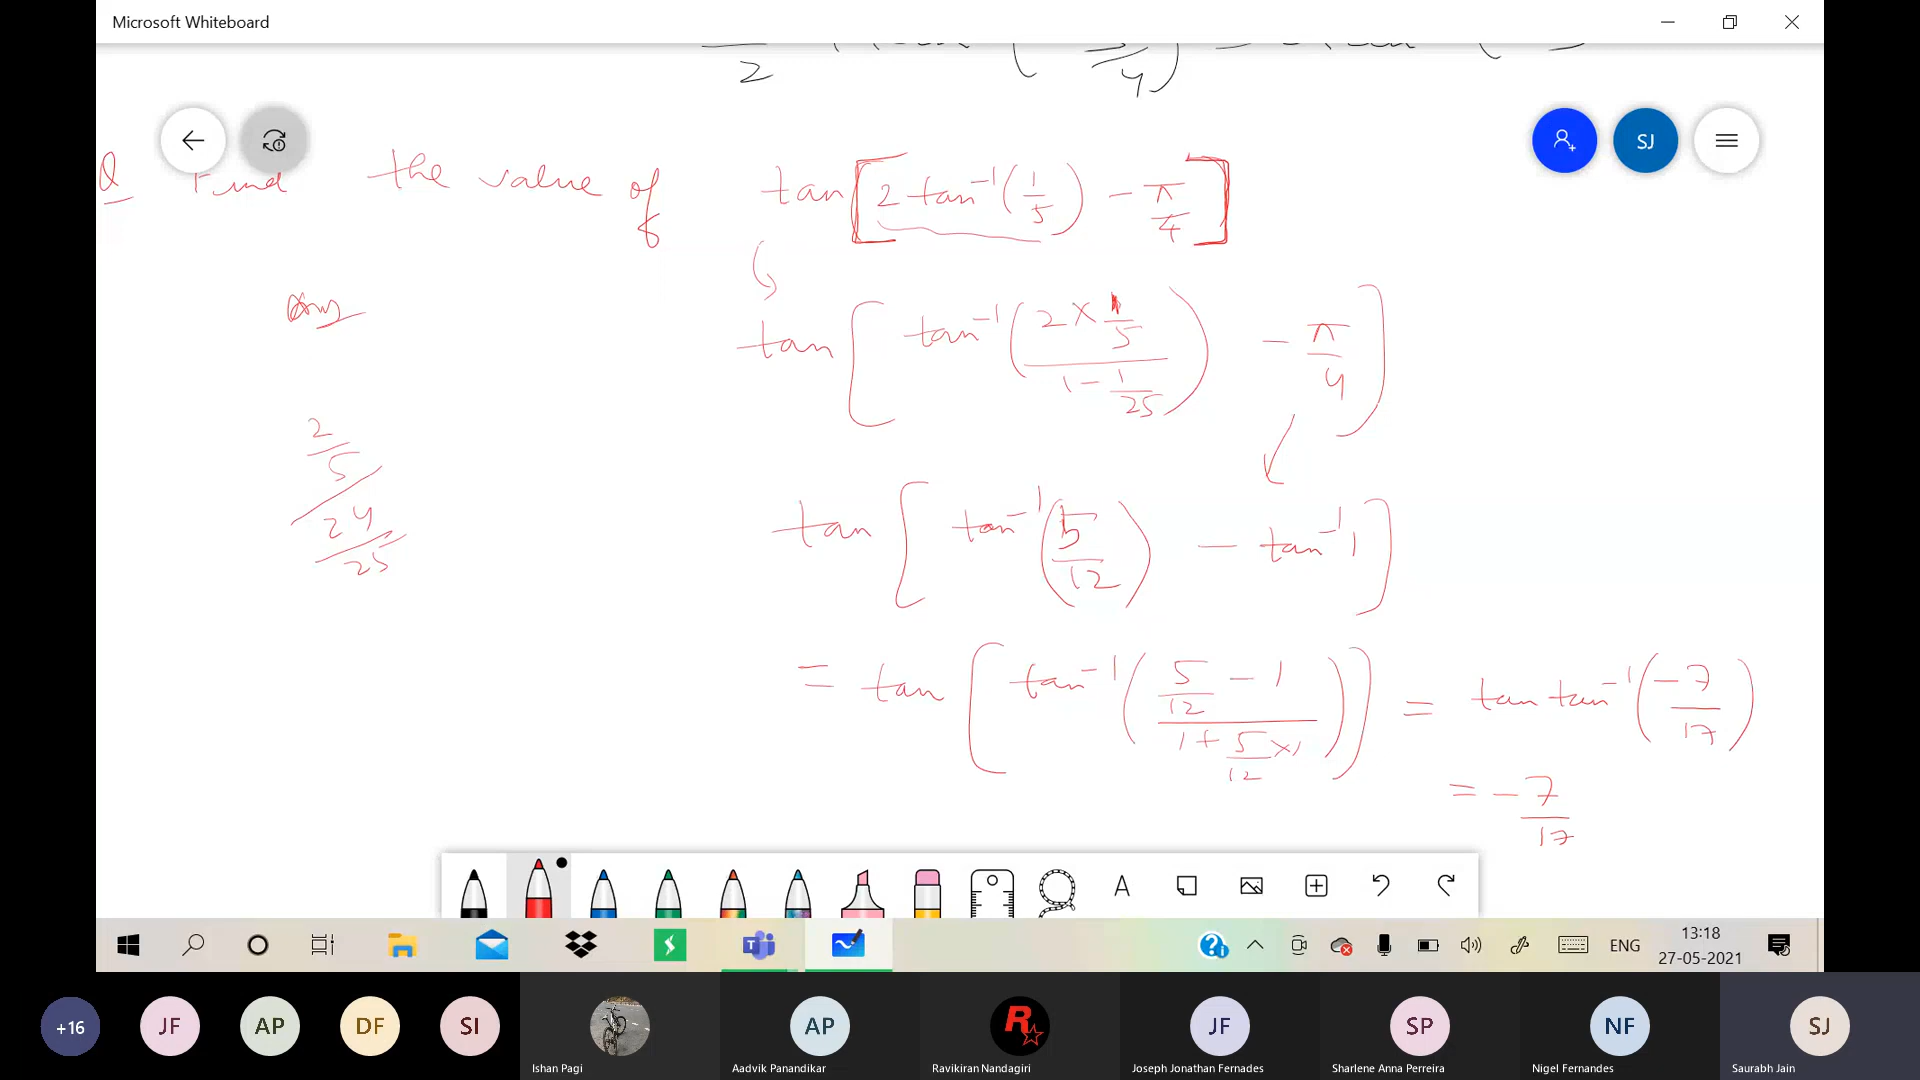 Microsoft Whiteboard
2
4
SJ
Q Find the value of tan [2 tan⁻¹(1/5) - π/4]
Ans
tan [tan⁻¹((2 × 1/5)/(1 - 1/25)) - π/4]
2/5
24/25
tan [tan⁻¹(5/12) - tan⁻¹1]
= tan [tan⁻¹((5/12 - 1)/(1 + 5/12 × 1))] = tan tan⁻¹(-7/17)
= -7/17
A
ENG
13:18
27-05-2021
+16
JF
AP
DF
SI
Ishan Pagi
AP
Aadvik Panandikar
R
Ravikiran Nandagiri
JF
Joseph Jonathan Fernades
SP
Sharlene Anna Perreira
NF
Nigel Fernandes
SJ
Saurabh Jain